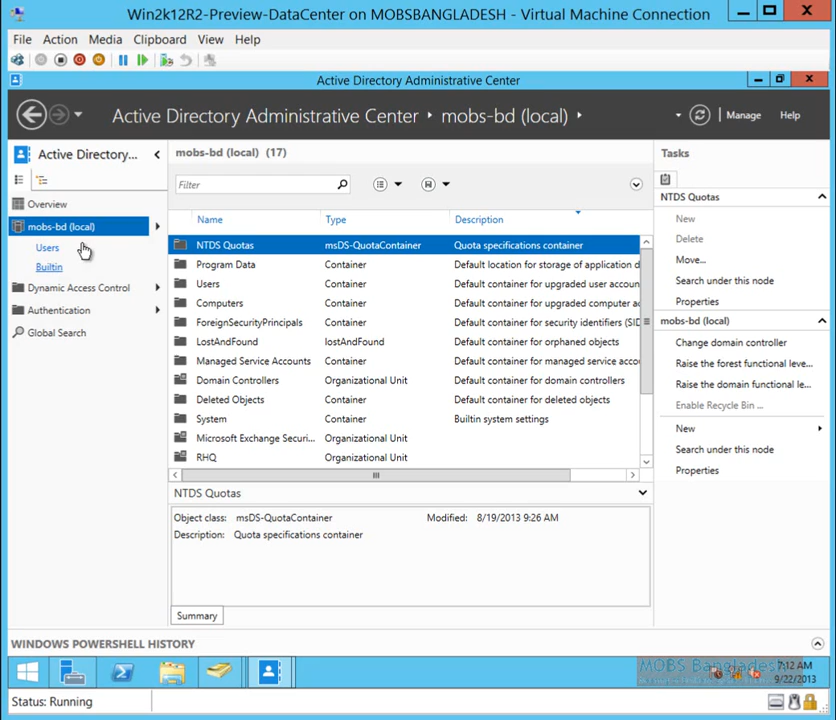 Win2k12R2-Preview-DataCenter on MOBSBANGLADESH - Virtual Machine Connection
File Action Media Clipboard View Help
Active Directory Administrative Center
Active Directory Administrative Center mobs-bd (local) Manage Help
Active Directory...
Overview
mobs-bd (local)
Users
Builtin
Dynamic Access Control
Authentication
Global Search
mobs-bd (local) (17)
Filter
Name Type Description
NTDS Quotas msDS-QuotaContainer Quota specifications container
Program Data Container Default location for storage of application d
Users Container Default container for upgraded user accoun
Computers Container Default container for upgraded computer ac
ForeignSecurityPrincipals Container Default container for security identifiers (SID
LostAndFound lostAndFound Default container for orphaned objects
Managed Service Accounts Container Default container for managed service acco
Domain Controllers Organizational Unit Default container for domain controllers
Deleted Objects Container Default container for deleted objects
System Container Builtin system settings
Microsoft Exchange Securi... Organizational Unit
RHQ Organizational Unit
NTDS Quotas
Object class: msDS-QuotaContainer Modified: 8/19/2013 9:26 AM
Description: Quota specifications container
Summary
Tasks
NTDS Quotas
New
Delete
Move...
Search under this node
Properties
mobs-bd (local)
Change domain controller
Raise the forest functional leve...
Raise the domain functional le...
Enable Recycle Bin ...
New
Search under this node
Properties
WINDOWS POWERSHELL HISTORY
MOBS Bangladesh
7:12 AM
9/22/2013
Status: Running